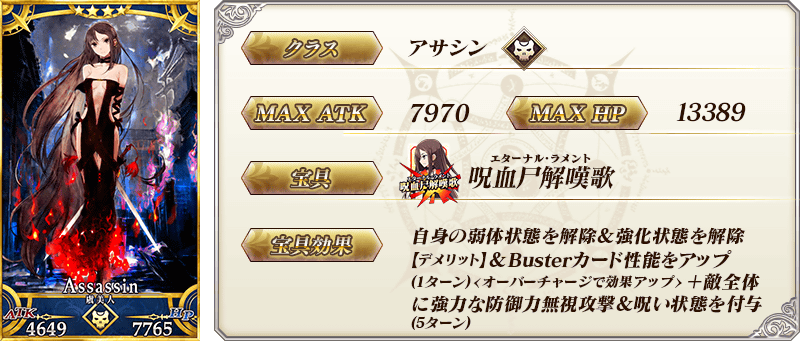 Assassin
虞美人
ATK
HP
4649
7765
クラス
アサシン
MAX ATK
7970
MAX HP
13389
宝具
エターナル・ラメント
呪血尸解嘆歌
呪血尸解嘆歌
宝具効果
自身の弱体状態を解除＆強化状態を解除
【デメリット】＆Busterカード性能をアップ
(1ターン)<オーバーチャージで効果アップ>＋敵全体
に強力な防御力無視攻撃＆呪い状態を付与
(5ターン)